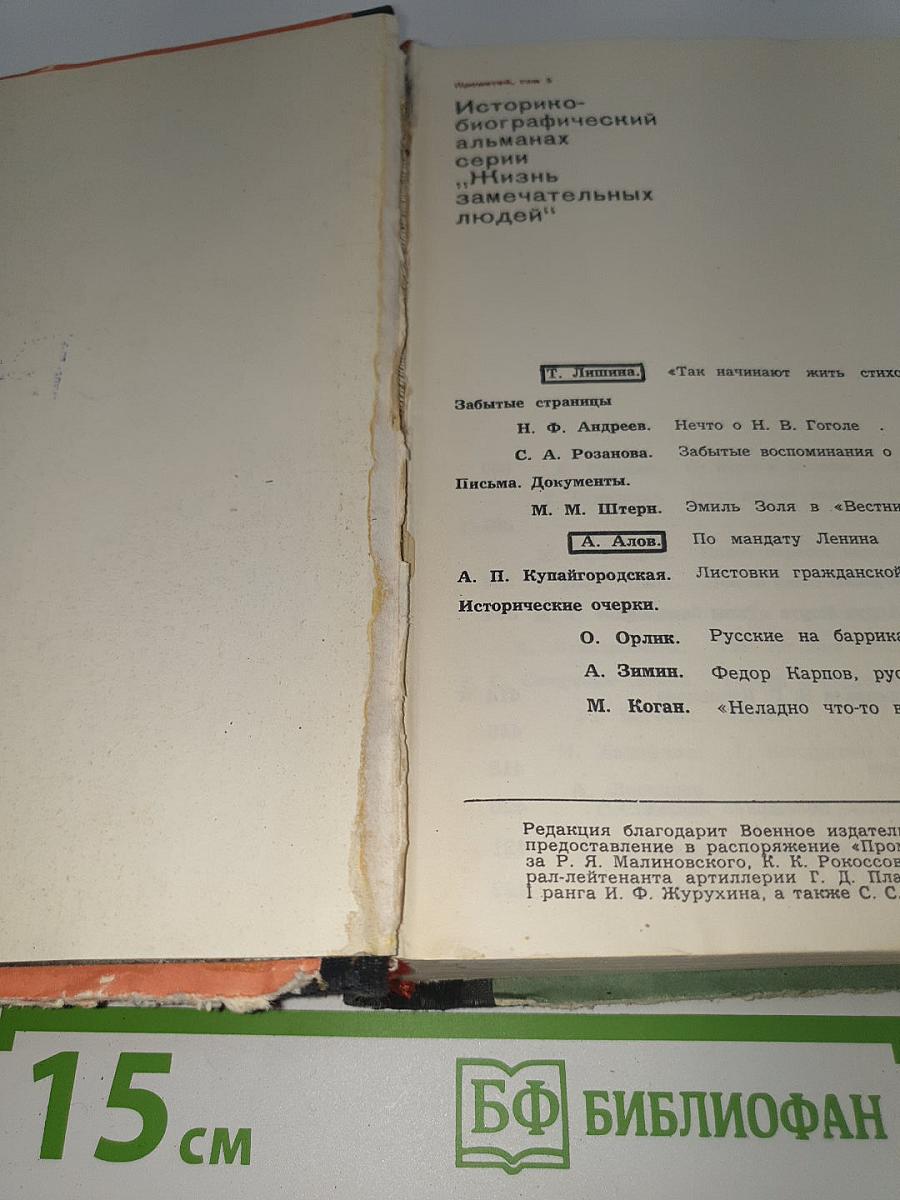 Прометей, том 5
Историко-
биографический
альманах
серии
„Жизнь
замечательных
людей“
Т. Лишина. «Так начинают жить стихо
Забытые страницы
Н. Ф. Андреев. Нечто о Н. В. Гоголе .
С. А. Розанова. Забытые воспоминания о
Письма. Документы.
М. М. Штерн. Эмиль Золя в «Вестни
А. Алов. По мандату Ленина
А. П. Купайгородская. Листовки гражданской
Исторические очерки.
О. Орлик. Русские на баррика
А. Зимин. Федор Карпов, рус
М. Коган. «Неладно что-то в
Редакция благодарит Военное издатель
предоставление в распоряжение «Пром
за Р. Я. Малиновского, К. К. Рокоссов
рал-лейтенанта артиллерии Г. Д. Пла
I ранга И. Ф. Журухина, а также С. С.
15 см
БФ БИБЛИОФАН